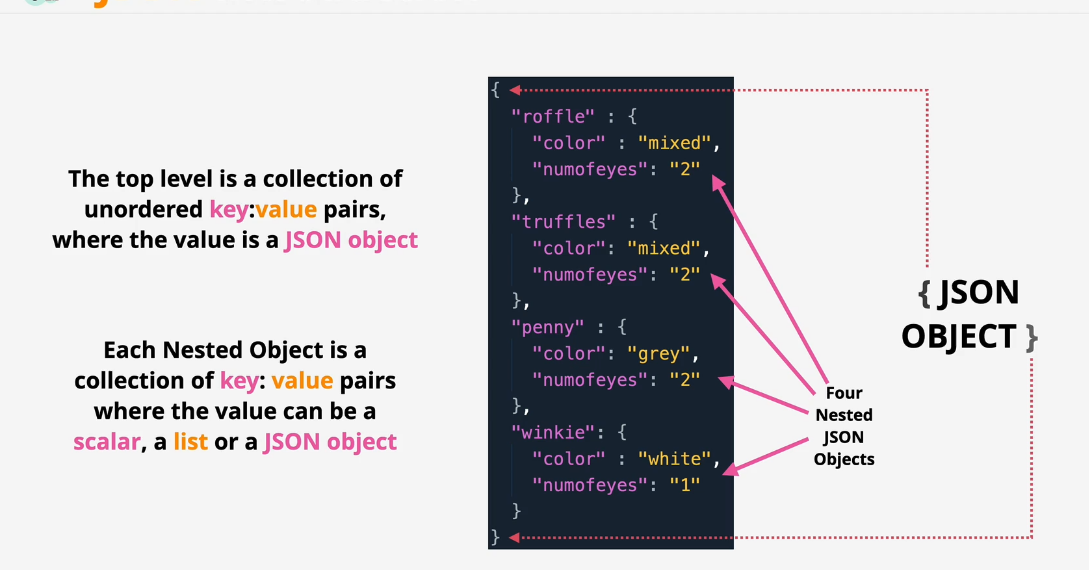 The top level is a collection of
unordered key:value pairs,
where the value is a JSON object
Each Nested Object is a
collection of key: value pairs
where the value can be a
scalar, a list or a JSON object
{
"roffle" : {
"color" : "mixed",
"numofeyes": "2"
},
"truffles" : {
"color": "mixed",
"numofeyes": "2"
},
"penny" : {
"color": "grey",
"numofeyes": "2"
},
"winkie": {
"color" : "white",
"numofeyes": "1"
}
}
{ JSON
OBJECT }
Four
Nested
JSON
Objects